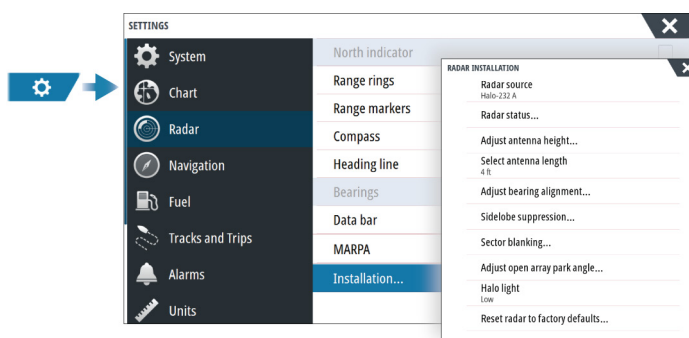 SETTINGS
System
Chart
Radar
Navigation
Fuel
Tracks and Trips
Alarms
Units
North indicator
Range rings
Range markers
Compass
Heading line
Bearings
Data bar
MARPA
Installation...
RADAR INSTALLATION
Radar source
Halo-232 A
Radar status...
Adjust antenna height...
Select antenna length
4 ft
Adjust bearing alignment...
Sidelobe suppression...
Sector blanking...
Adjust open array park angle...
Halo light
Low
Reset radar to factory defaults...